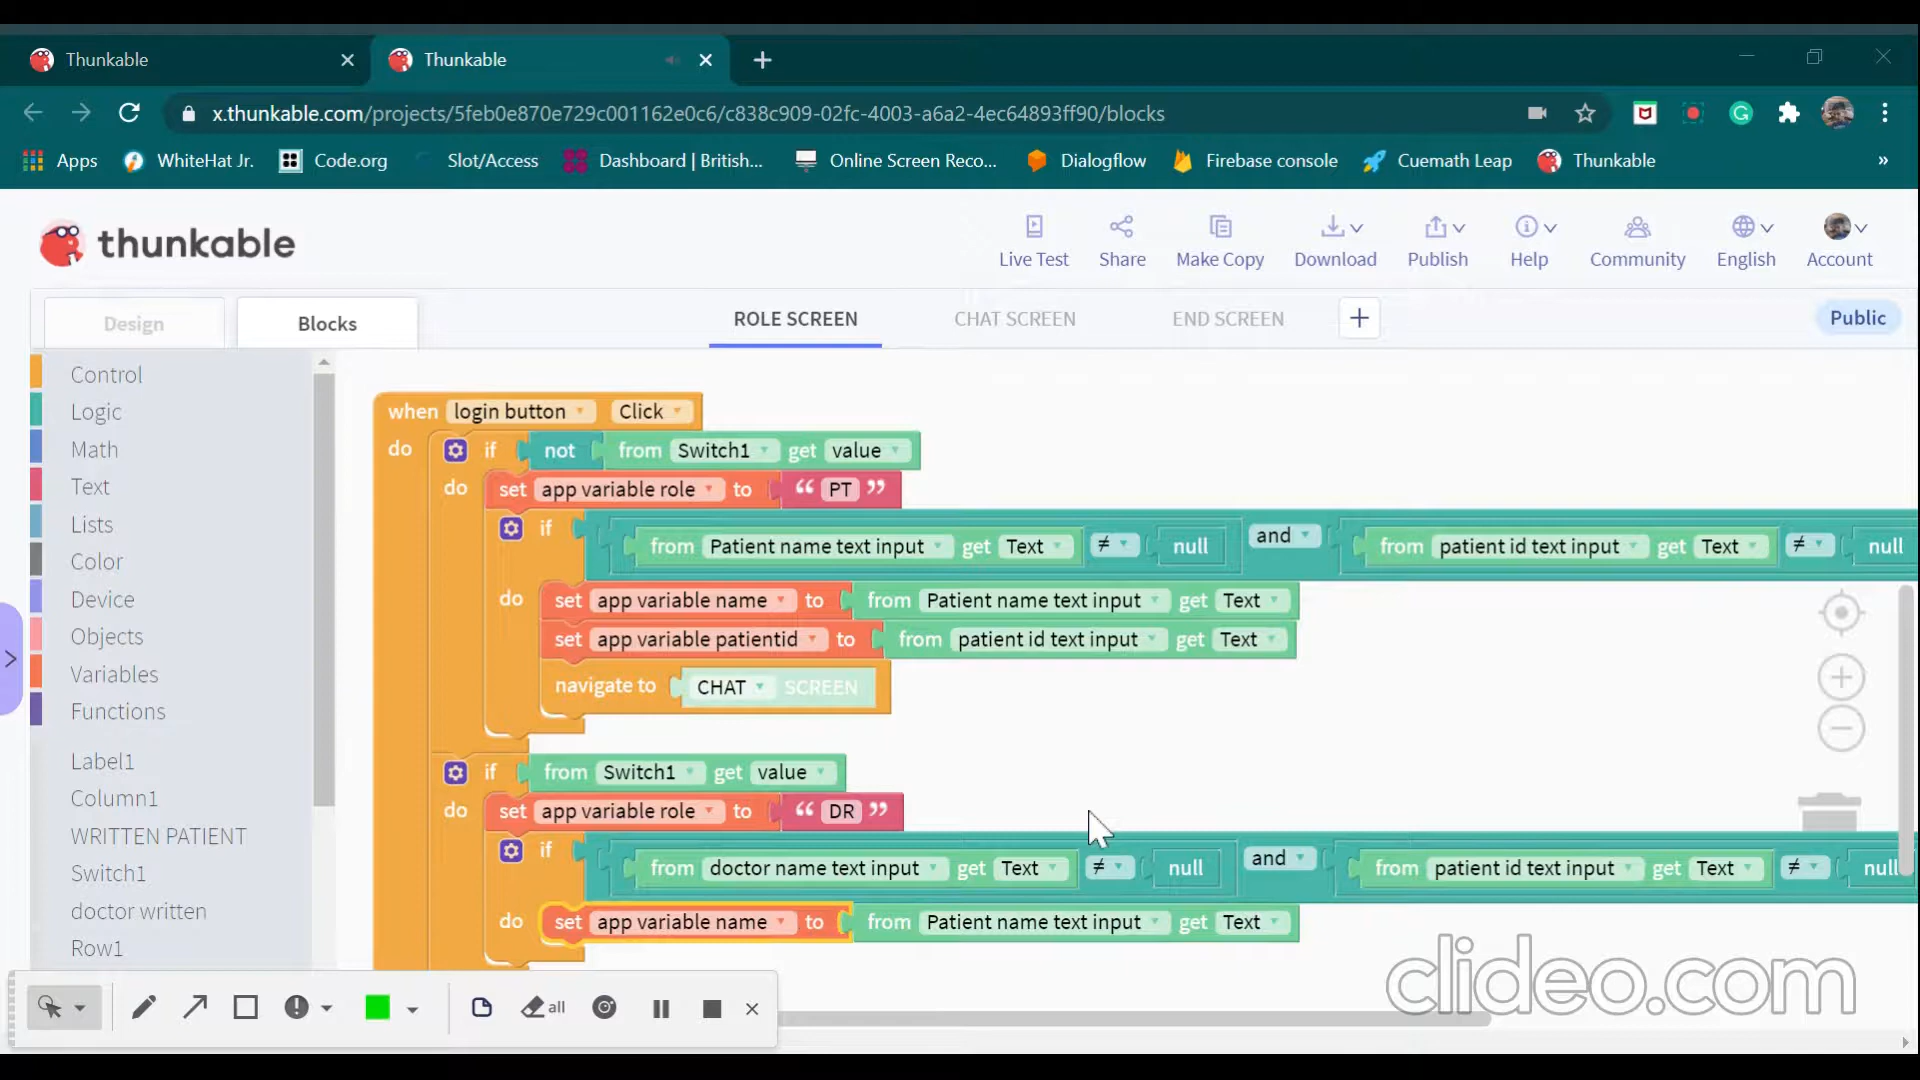 Thunkable
Thunkable
x.thunkable.com/projects/5feb0e870e729c001162e0c6/c838c909-02fc-4003-a6a2-4ec64893ff90/blocks
Apps WhiteHat Jr. Code.org Slot/Access Dashboard | British... Online Screen Reco... Dialogflow Firebase console Cuemath Leap Thunkable »
thunkable
Live Test Share Make Copy Download Publish Help Community English Account
Design Blocks ROLE SCREEN CHAT SCREEN END SCREEN + Public
Control
Logic
Math
Text
Lists
Color
Device
Objects
Variables
Functions
Label1
Column1
WRITTEN PATIENT
Switch1
doctor written
Row1
when login button Click
do if not from Switch1 get value
do set app variable role to “ PT ”
if from Patient name text input get Text ≠ null and from patient id text input get Text ≠ null
do set app variable name to from Patient name text input get Text
set app variable patientid to from patient id text input get Text
navigate to CHAT SCREEN
if from Switch1 get value
do set app variable role to “ DR ”
if from doctor name text input get Text ≠ null and from patient id text input get Text ≠ null
do set app variable name to from Patient name text input get Text
all
clideo.com